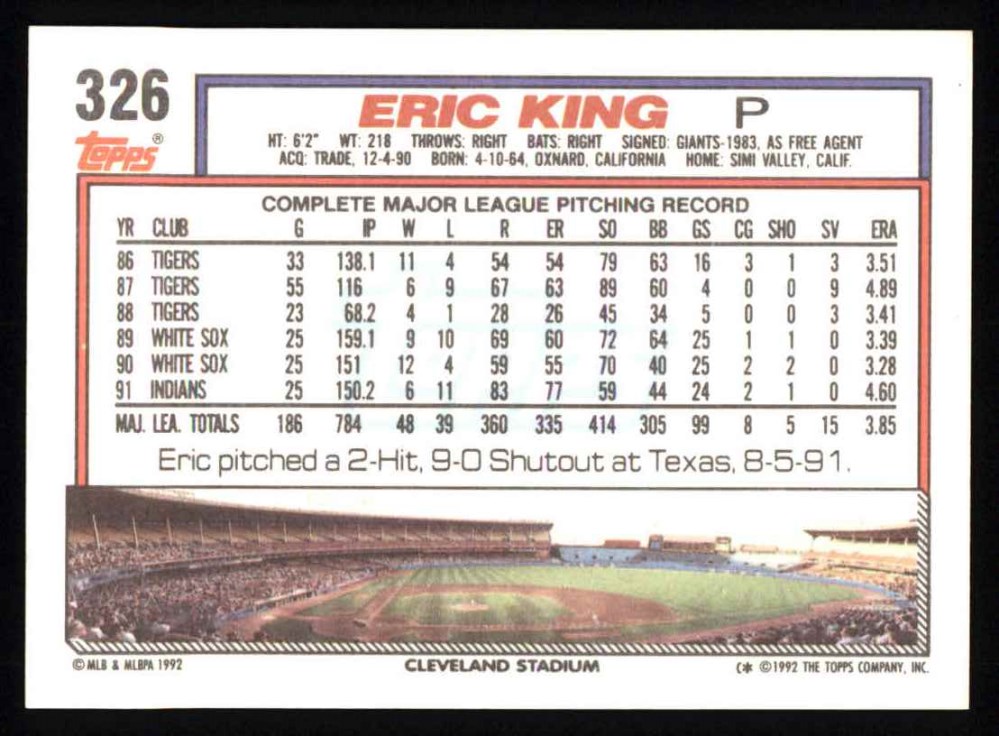 326
Topps®
ERIC KING P
HT: 6'2" WT: 218 THROWS: RIGHT BATS: RIGHT SIGNED: GIANTS-1983, AS FREE AGENT
ACQ: TRADE, 12-4-90 BORN: 4-10-64, OXNARD, CALIFORNIA HOME: SIMI VALLEY, CALIF.
COMPLETE MAJOR LEAGUE PITCHING RECORD
YR CLUB G IP W L R ER SO BB GS CG SHO SV ERA
86 TIGERS 33 138.1 11 4 54 54 79 63 16 3 1 3 3.51
87 TIGERS 55 116 6 9 67 63 89 60 4 0 0 9 4.89
88 TIGERS 23 68.2 4 1 28 26 45 34 5 0 0 3 3.41
89 WHITE SOX 25 159.1 9 10 69 60 72 64 25 1 1 0 3.39
90 WHITE SOX 25 151 12 4 59 55 70 40 25 2 2 0 3.28
91 INDIANS 25 150.2 6 11 83 77 59 44 24 2 1 0 4.60
MAJ. LEA. TOTALS 186 784 48 39 360 335 414 305 99 8 5 15 3.85
Eric pitched a 2-Hit, 9-0 Shutout at Texas, 8-5-91.
© MLB & MLBPA 1992 CLEVELAND STADIUM C* © 1992 THE TOPPS COMPANY, INC.